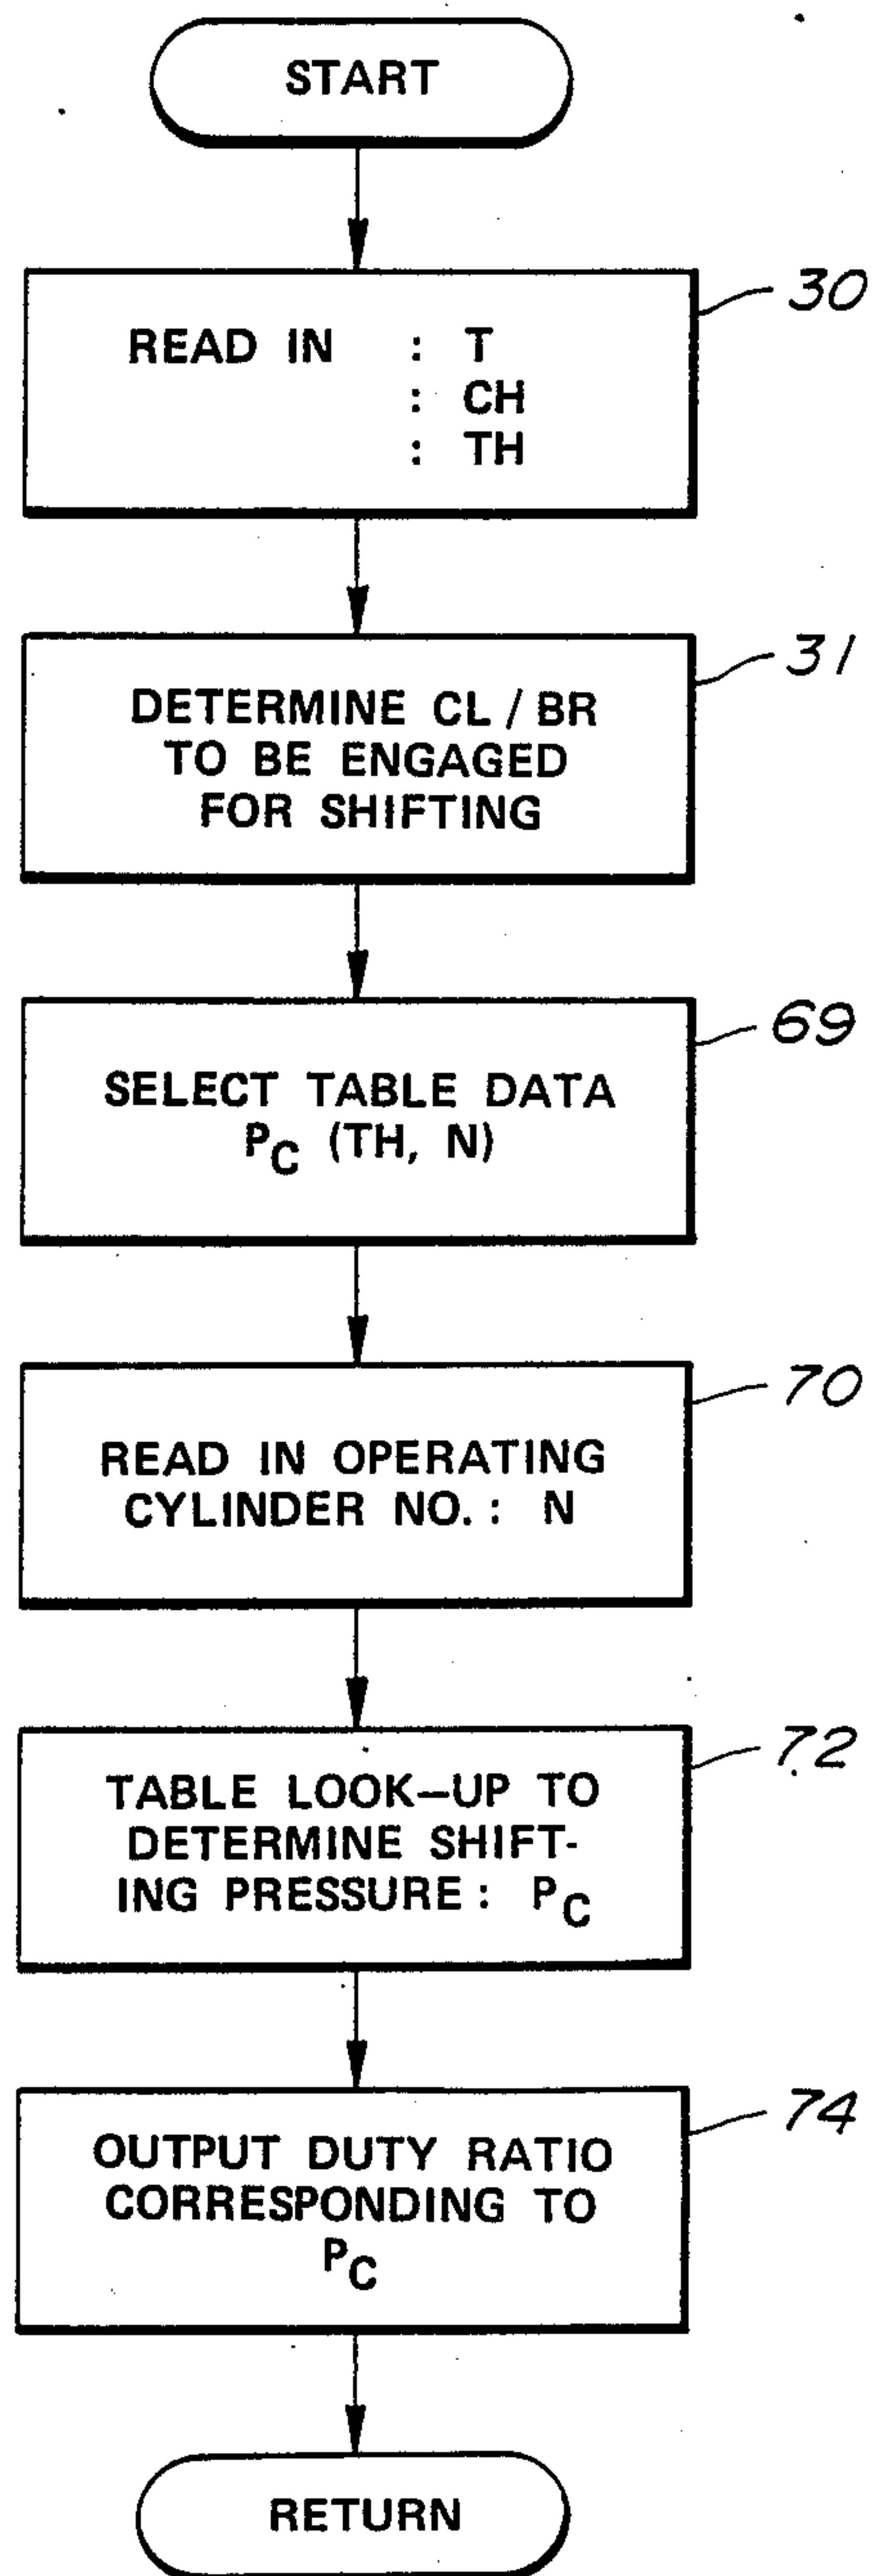 START
30
READ IN : T
: CH
: TH
31
DETERMINE CL / BR
TO BE ENGAGED
FOR SHIFTING
69
SELECT TABLE DATA
PC (TH, N)
70
READ IN OPERATING
CYLINDER NO. : N
72
TABLE LOOK-UP TO
DETERMINE SHIFT-
ING PRESSURE : PC
74
OUTPUT DUTY RATIO
CORRESPONDING TO
PC
RETURN